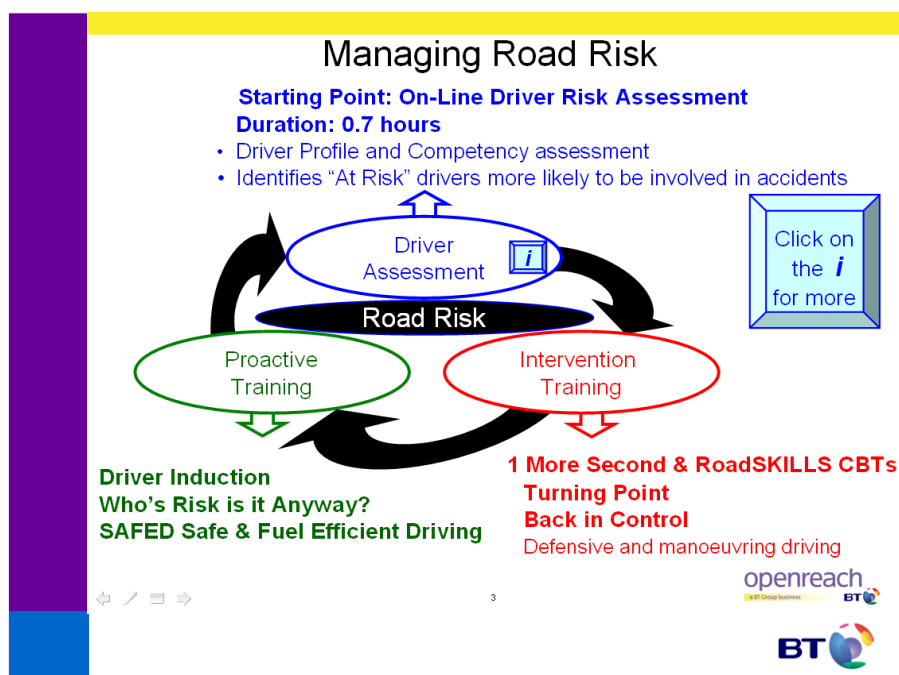 Managing Road Risk
Starting Point: On-Line Driver Risk Assessment
Duration: 0.7 hours
• Driver Profile and Competency assessment
• Identifies “At Risk” drivers more likely to be involved in accidents
Driver
Assessment
i
Click on
the i
for more
Road Risk
Proactive
Training
Intervention
Training
Driver Induction
Who’s Risk is it Anyway?
SAFED Safe & Fuel Efficient Driving
1 More Second & RoadSKILLS CBTs
Turning Point
Back in Control
Defensive and manoeuvring driving
3
openreach
a BT Group business
BT
BT